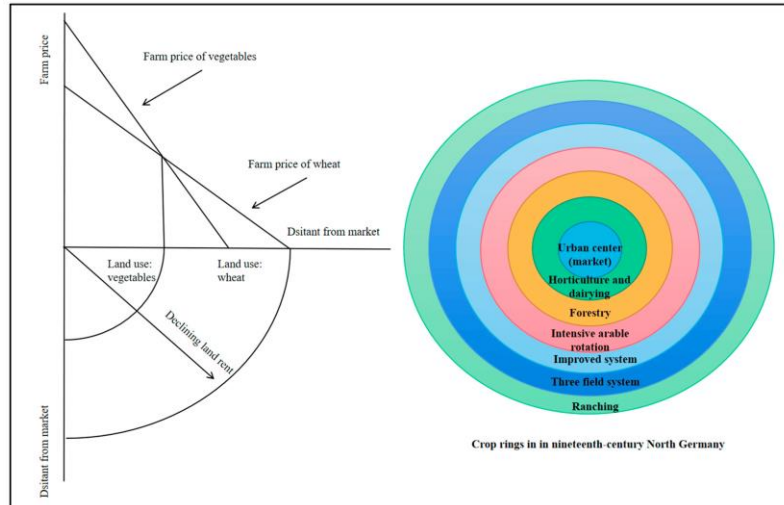 Farm price
Farm price of vegetables
Farm price of wheat
Dsitant from market
Land use:
vegetables
Land use:
wheat
Declining land rent
Dsitant from market
Urban center
(market)
Horticulture and
dairying
Forestry
Intensive arable
rotation
Improved system
Three field system
Ranching
Crop rings in in nineteenth-century North Germany